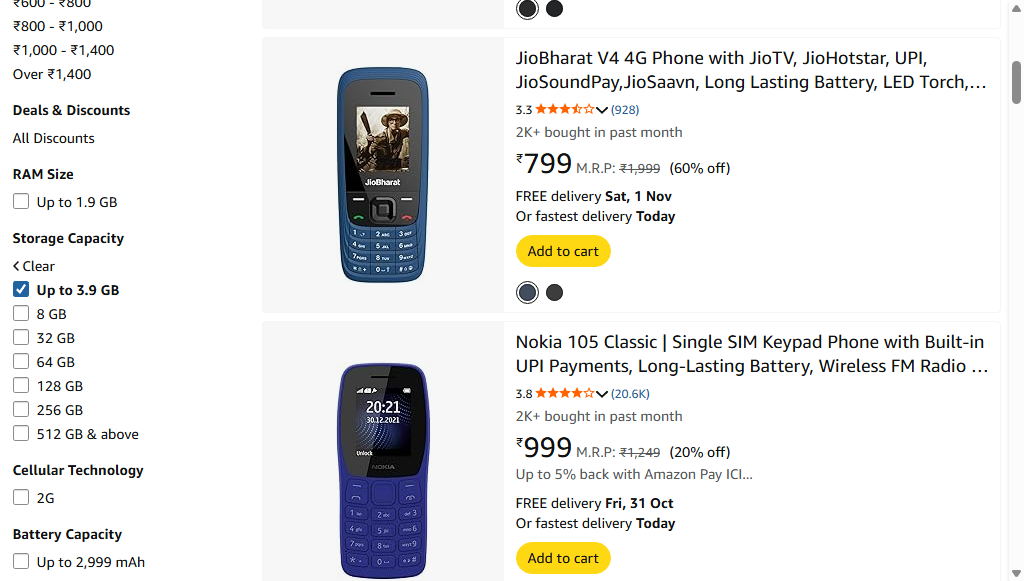 ₹600 - ₹800
₹800 - ₹1,000
₹1,000 - ₹1,400
Over ₹1,400
Deals & Discounts
All Discounts
RAM Size
Up to 1.9 GB
Storage Capacity
Clear
Up to 3.9 GB
8 GB
32 GB
64 GB
128 GB
256 GB
512 GB & above
Cellular Technology
2G
Battery Capacity
Up to 2,999 mAh
JioBharat
JioBharat V4 4G Phone with JioTV, JioHotstar, UPI,
JioSoundPay,JioSaavn, Long Lasting Battery, LED Torch,…
3.3 (928)
2K+ bought in past month
₹799 M.R.P: ₹1,999 (60% off)
FREE delivery Sat, 1 Nov
Or fastest delivery Today
Add to cart
20:21
30.12.2021
Unlock
NOKIA
Nokia 105 Classic | Single SIM Keypad Phone with Built-in
UPI Payments, Long-Lasting Battery, Wireless FM Radio …
3.8 (20.6K)
2K+ bought in past month
₹999 M.R.P: ₹1,249 (20% off)
Up to 5% back with Amazon Pay ICI…
FREE delivery Fri, 31 Oct
Or fastest delivery Today
Add to cart